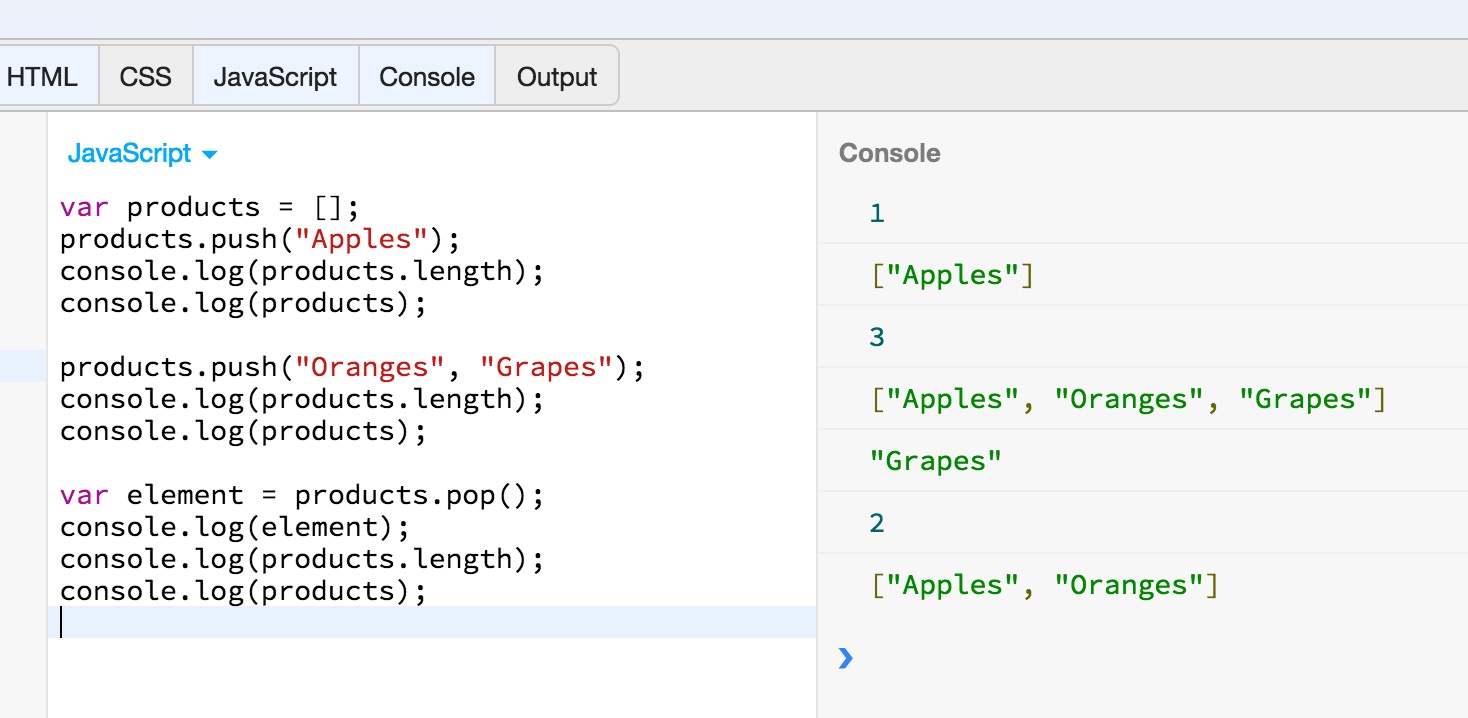 HTML CSS JavaScript Console Output
JavaScript
var products = [];
products.push("Apples");
console.log(products.length);
console.log(products);
products.push("Oranges", "Grapes");
console.log(products.length);
console.log(products);
var element = products.pop();
console.log(element);
console.log(products.length);
console.log(products);
Console
1
["Apples"]
3
["Apples", "Oranges", "Grapes"]
"Grapes"
2
["Apples", "Oranges"]